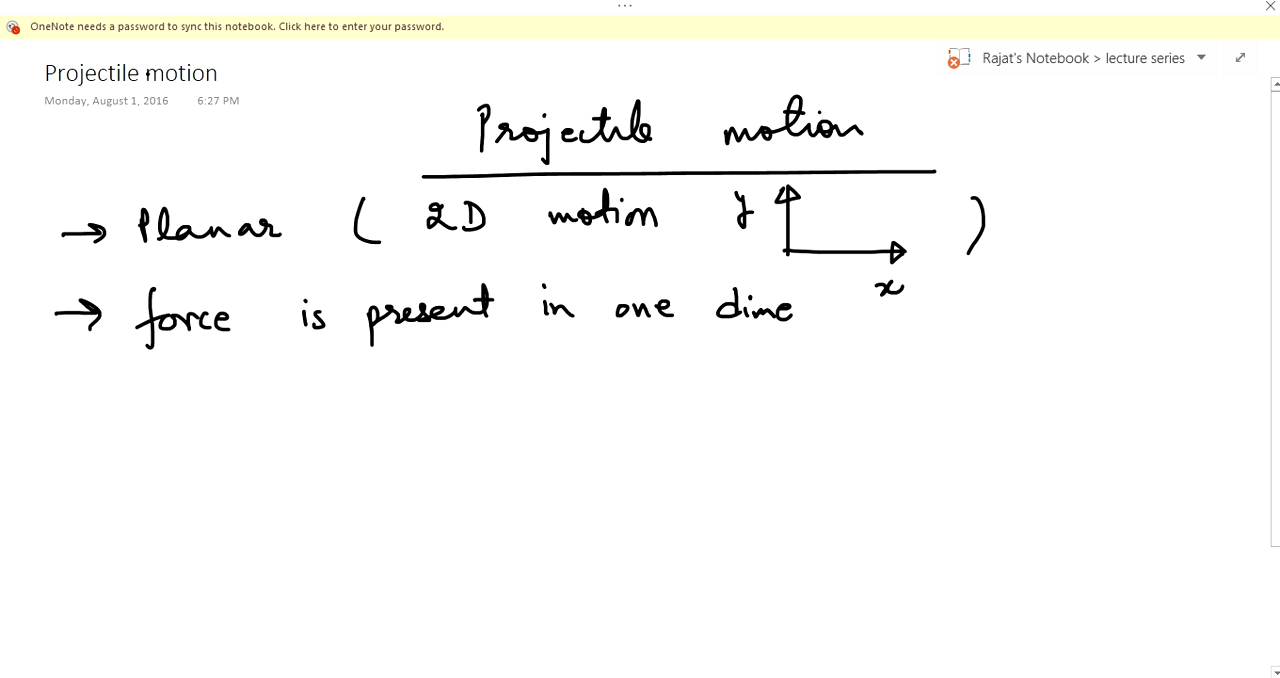 OneNote needs a password to sync this notebook. Click here to enter your password.
Rajat's Notebook > lecture series
Projectile motion
Monday, August 1, 2016 6:27 PM
Projectile motion
→ Planar ( 2D motion y x )
→ force is present in one dime